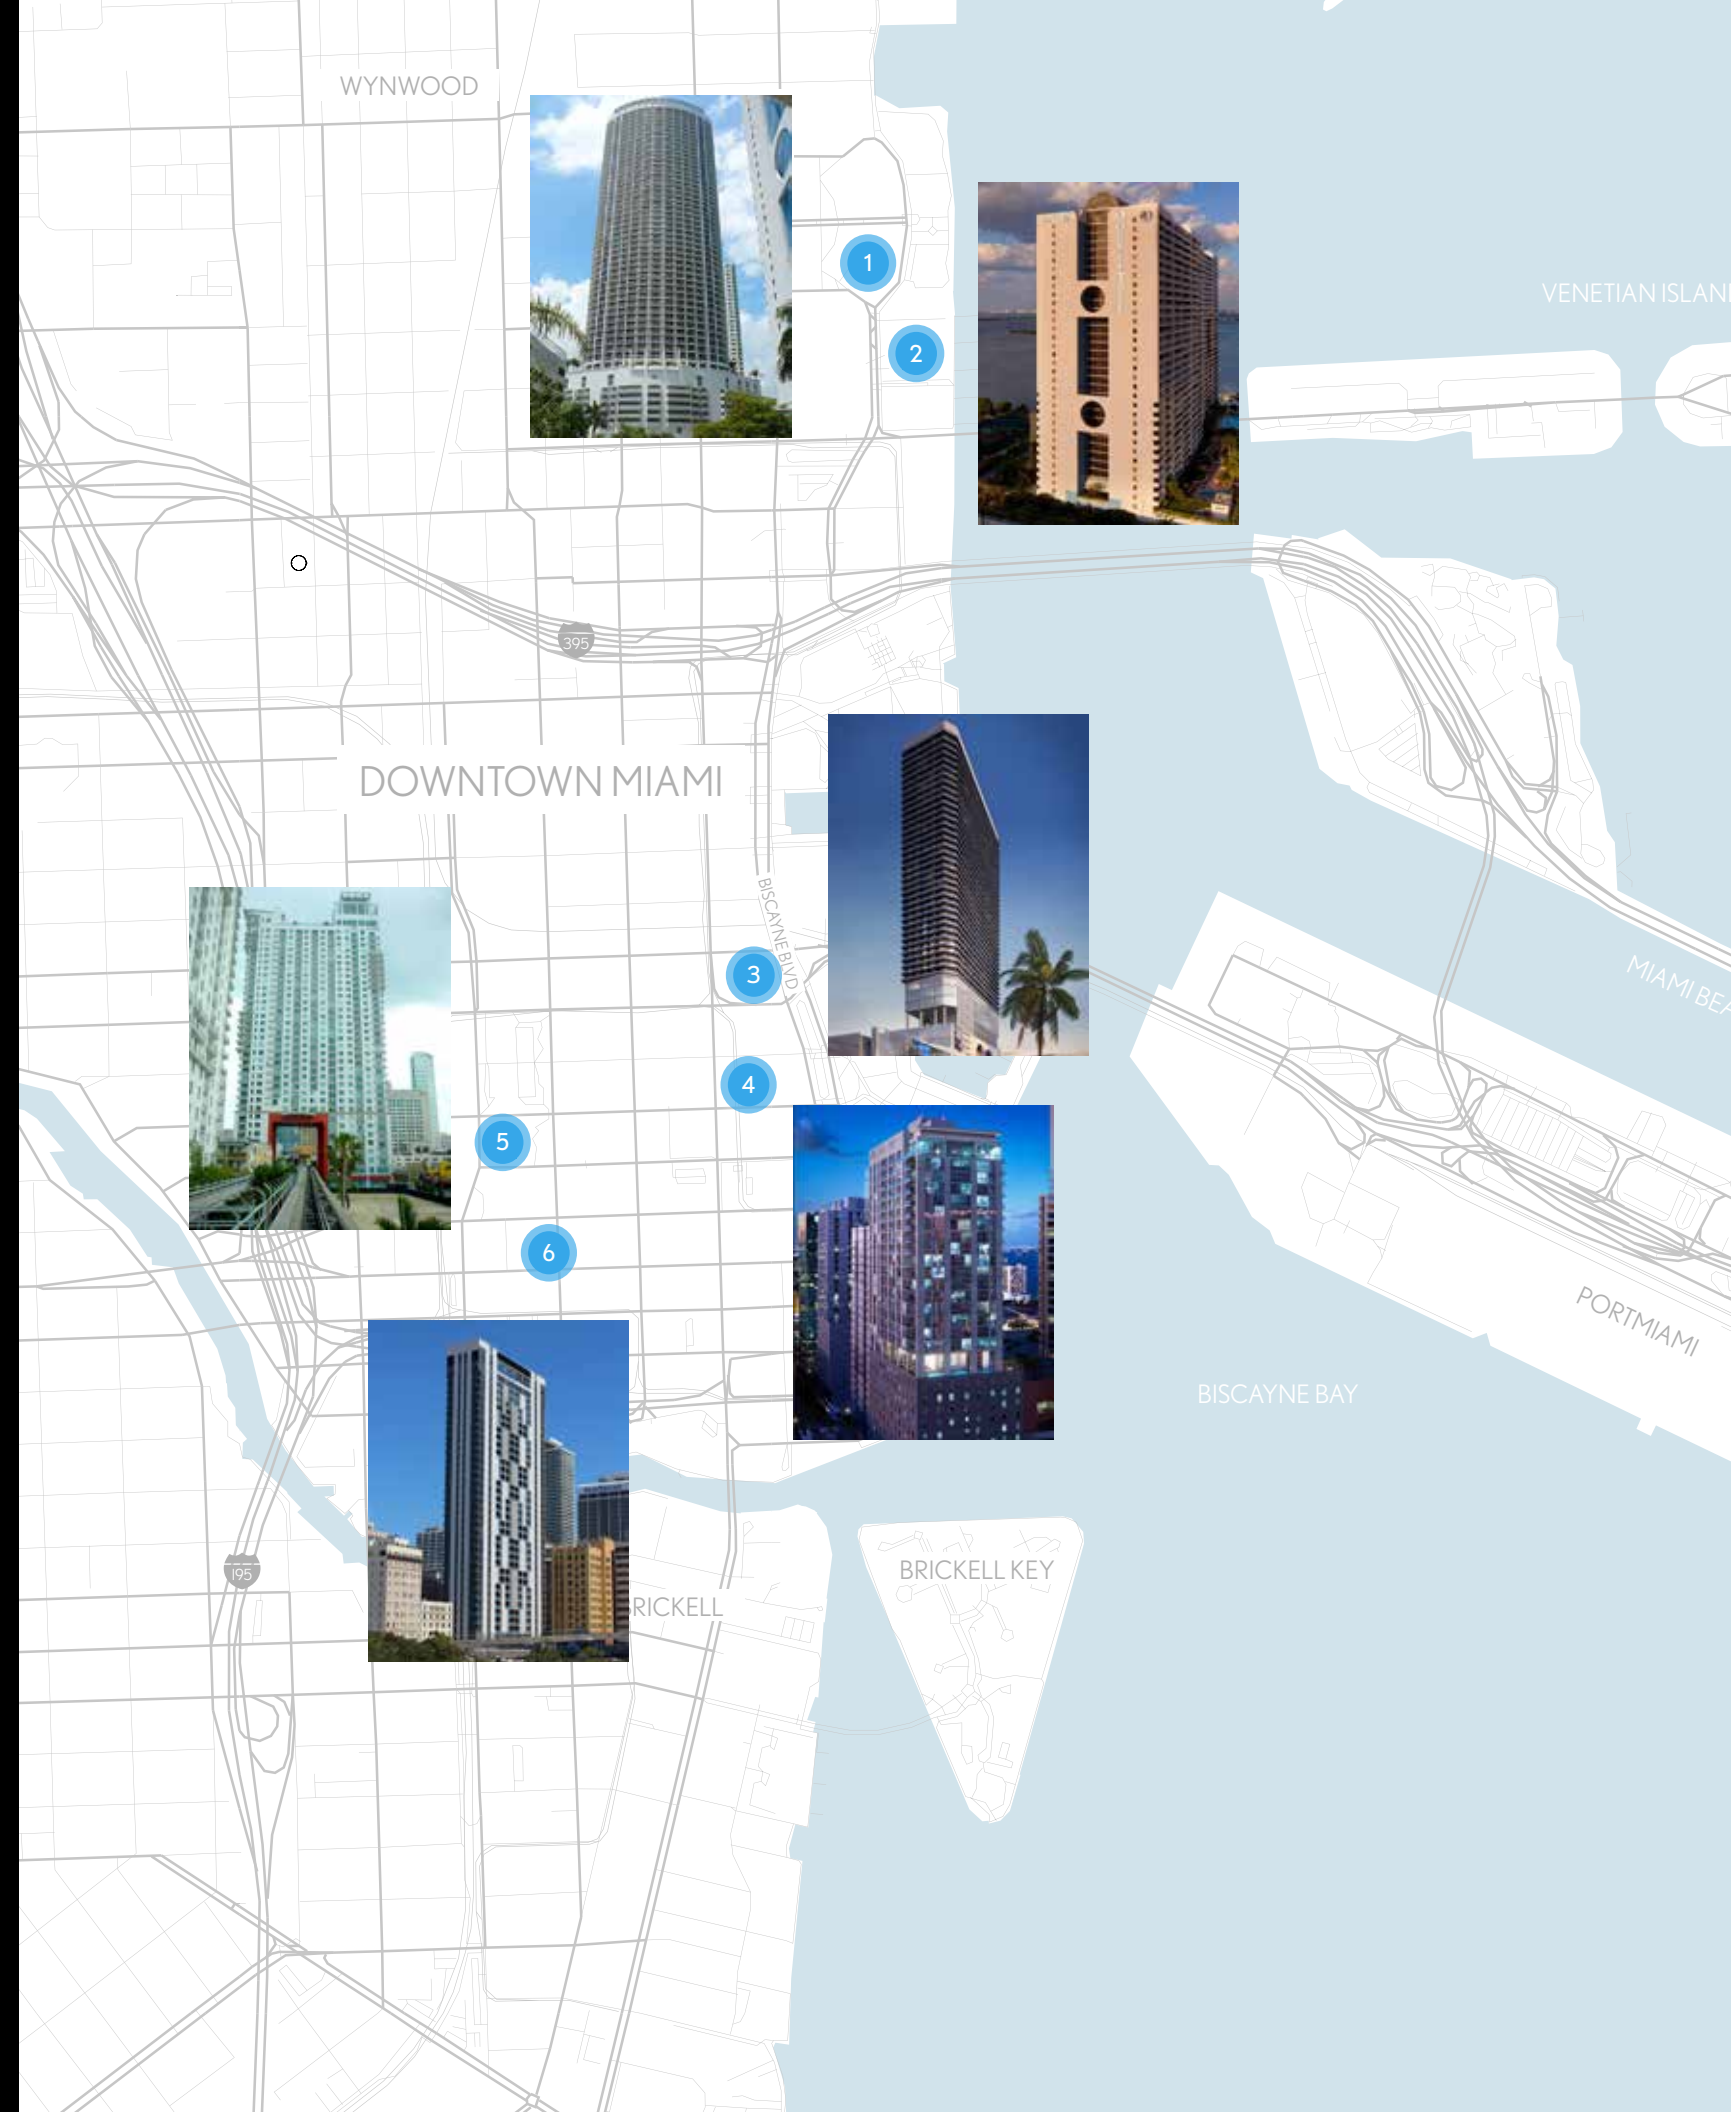 WYNWOOD
1
VENETIAN ISLAN
2
395
DOWNTOWN MIAMI
BISCAYNE BLVD
3
MIAMI BEA
4
5
6
PORTMIAMI
BISCAYNE BAY
195
BRICKELL KEY
BRICKELL